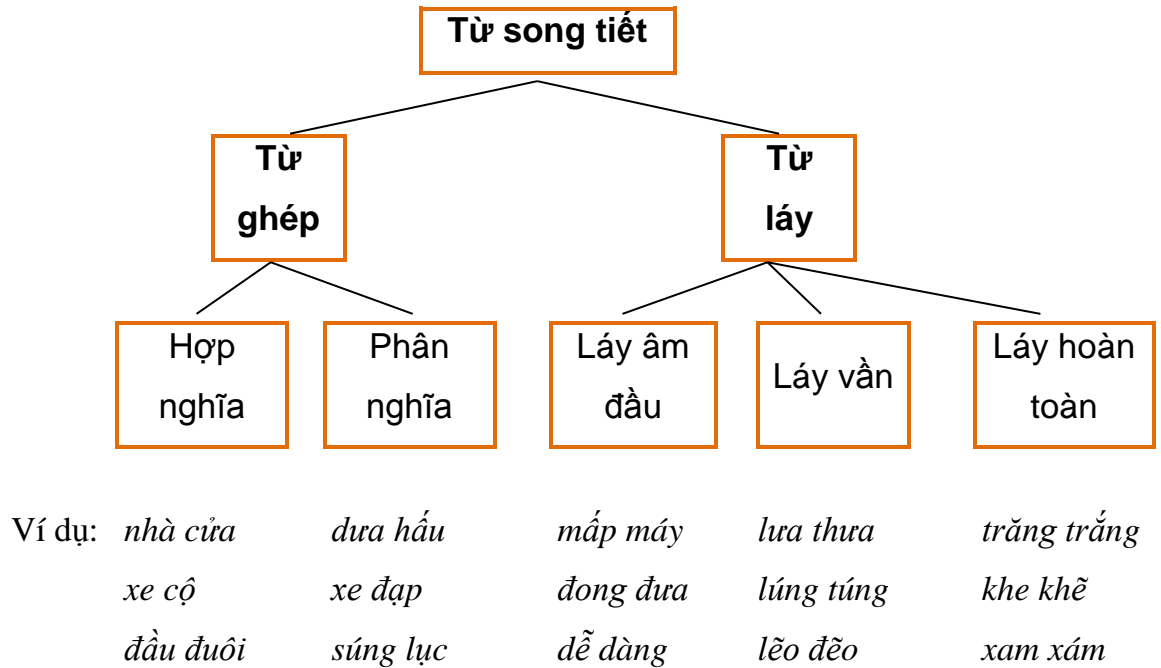 Từ song tiết
Từ
ghép
Từ
láy
Hợp
nghĩa
Phân
nghĩa
Láy âm
đầu
Láy vần
Láy hoàn
toàn
Ví dụ: nhà cửa dưa hấu mấp máy lưa thưa trăng trắng
xe cộ xe đạp đong đưa lúng túng khe khẽ
đầu đuôi súng lục dễ dàng lẽo đẽo xam xám